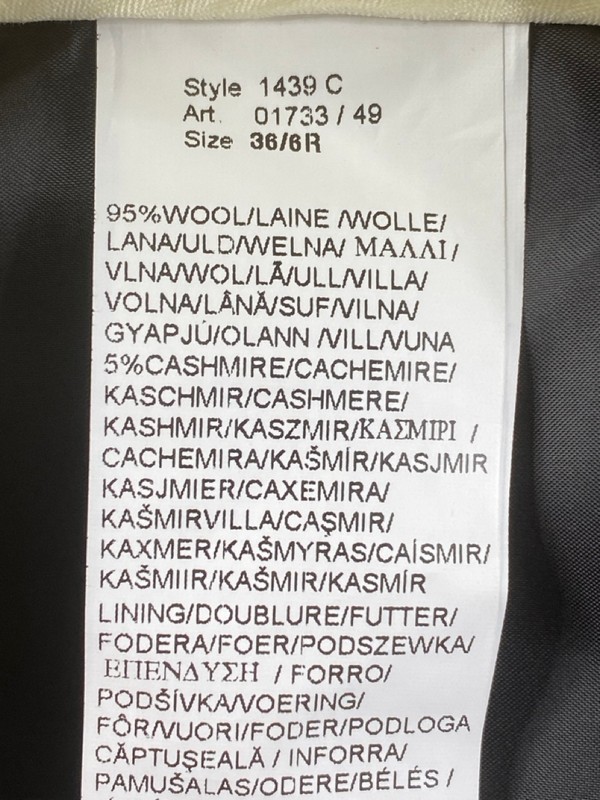 Style 1439 C
Art. 01733 / 49
Size 36/6R
95%WOOL/LAINE /WOLLE/
LANA/ULD/WELNA/ ΜΑΛΛΙ /
VLNA/WOL/LÃ/ULL/VILLA/
VOLNA/LÂNĂ/SUF/VILNA/
GYAPJÚ/OLANN /VILL/VUNA
5%CASHMIRE/CACHEMIRE/
KASCHMIR/CASHMERE/
KASHMIR/KASZMIR/ΚΑΣΜΙΡΙ /
CACHEMIRA/KAŠMÍR/KASJMIR
KASJMIER/CAXEMIRA/
KAŠMIRVILLA/CAŞMIR/
KAXMER/KAŠMYRAS/CAÍSMIR/
KAŠMIIR/KAŠMIR/KASMÍR
LINING/DOUBLURE/FUTTER/
FODERA/FOER/PODSZEWKA/
ΕΠΕΝΔΥΣΗ / FORRO/
PODŠÍVKA/VOERING/
FÔR/VUORI/FODER/PODLOGA
CĂPTUŞEALĂ / INFORRA/
PAMUŠALAS/ODERE/BÉLÉS /